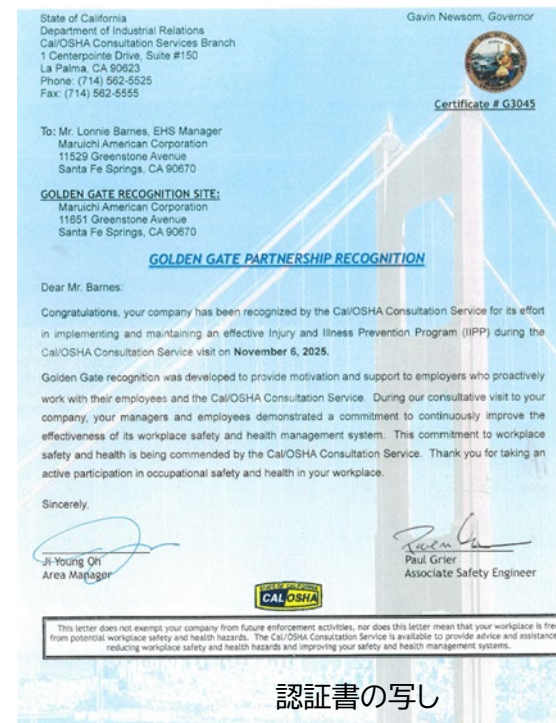 State of California
Gavin Newsom, Governor
Department of Industrial Relations
Cal/OSHA Consultation Services Branch
1 Centerpointe Drive, Suite #150
La Palma, CA 90623
Phone: (714) 562-5525
Fax: (714) 562-5555
Certificate # G3045
To: Mr. Lonnie Barnes, EHS Manager
Maruichi American Corporation
11529 Greenstone Avenue
Santa Fe Springs, CA 90670
GOLDEN GATE RECOGNITION SITE:
Maruichi American Corporation
11651 Greenstone Avenue
Santa Fe Springs, CA 90670
GOLDEN GATE PARTNERSHIP RECOGNITION
Dear Mr. Barnes:
Congratulations, your company has been recognized by the Cal/OSHA Consultation Service for its effort
in implementing and maintaining an effective Injury and Illness Prevention Program (IIPP) during the
Cal/OSHA Consultation Service visit on November 6, 2025.
Golden Gate recognition was developed to provide motivation and support to employers who proactively
work with their employees and the Cal/OSHA Consultation Service. During our consultative visit to your
company, your managers and employees demonstrated a commitment to continuously improve the
effectiveness of its workplace safety and health management system. This commitment to workplace
safety and health is being commended by the Cal/OSHA Consultation Service. Thank you for taking an
active participation in occupational safety and health in your workplace.
Sincerely,
Ji-Young Oh
Area Manager
Paul Grier
Associate Safety Engineer
STATE OF CALIFORNIA
CAL OSHA
This letter does not exempt your company from future enforcement activities, nor does this letter mean that your workplace is free
from potential workplace safety and health hazards. The Cal/OSHA Consultation Service is available to provide advice and assistance
reducing workplace safety and health hazards and improving your safety and health management systems.
認証書の写し